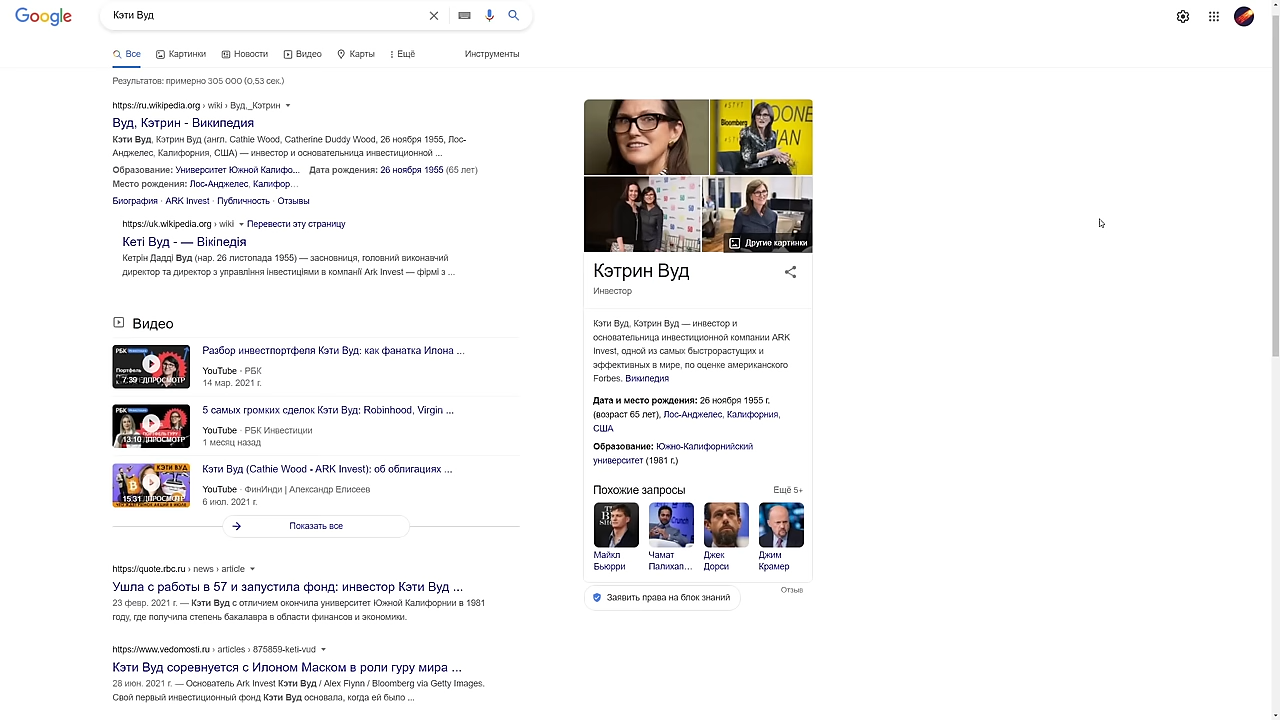 Google
Кэти Вуд
Все
Картинки
Новости
Видео
Карты
Ещё
Инструменты
Результатов: примерно 305 000 (0,53 сек.)
https://ru.wikipedia.org › wiki › Вуд,_Кэтрин
Вуд, Кэтрин - Википедия
Кэти Вуд, Кэтрин Вуд (англ. Cathie Wood, Catherine Duddy Wood, 26 ноября 1955, Лос-
Анджелес, Калифорния, США) — инвестор и основательница инвестиционной ...
Образование: Университет Южной Калифо... Дата рождения: 26 ноября 1955 (65 лет)
Место рождения: Лос-Анджелес, Калифор...
Биография · ARK Invest · Публичность · Отзывы
https://uk.wikipedia.org › wiki Перевести эту страницу
Кеті Вуд - — Вікіпедія
Кетрін Дадді Вуд (нар. 26 листопада 1955) — засновниця, головний виконавчий
директор та директор з управління інвестиціями в компанії Ark Invest — фірмі з ...
Видео
Разбор инвестпортфеля Кэти Вуд: как фанатка Илона ...
YouTube · РБК
14 мар. 2021 г.
РБК
7:39
ПРЕДПРОСМОТР
5 самых громких сделок Кэти Вуд: Robinhood, Virgin ...
YouTube · РБК Инвестиции
1 месяц назад
РБК
13:10
Кэти Вуд (Cathie Wood - ARK Invest): об облигациях ...
YouTube · ФинИнди | Александр Елисеев
6 июл. 2021 г.
КЭТИ ВУД
15:31
Показать все
https://quote.rbc.ru › news › article
Ушла с работы в 57 и запустила фонд: инвестор Кэти Вуд ...
23 февр. 2021 г. — Кэти Вуд с отличием окончила университет Южной Калифорнии в 1981
году, где получила степень бакалавра в области финансов и экономики.
https://www.vedomosti.ru › articles › 875859-keti-vud
Кэти Вуд соревнуется с Илоном Маском в роли гуру мира ...
28 июн. 2021 г. — Основатель Ark Invest Кэти Вуд / Alex Flynn / Bloomberg via Getty Images.
Свой первый инвестиционный фонд Кэти Вуд основала, когда ей было ...
Bloomberg
Другие картинки
Кэтрин Вуд
Инвестор
Кэти Вуд, Кэтрин Вуд — инвестор и
основательница инвестиционной компании ARK
Invest, одной из самых быстрорастущих и
эффективных в мире, по оценке американского
Forbes. Википедия
Дата и место рождения: 26 ноября 1955 г.
(возраст 65 лет), Лос-Анджелес, Калифорния,
США
Образование: Южно-Калифорнийский
университет (1981 г.)
Похожие запросы
Ещё 5+
Майкл
Бьюрри
Чамат
Палихап...
Джек
Дорси
Джим
Крамер
Отзыв
Заявить права на блок знаний